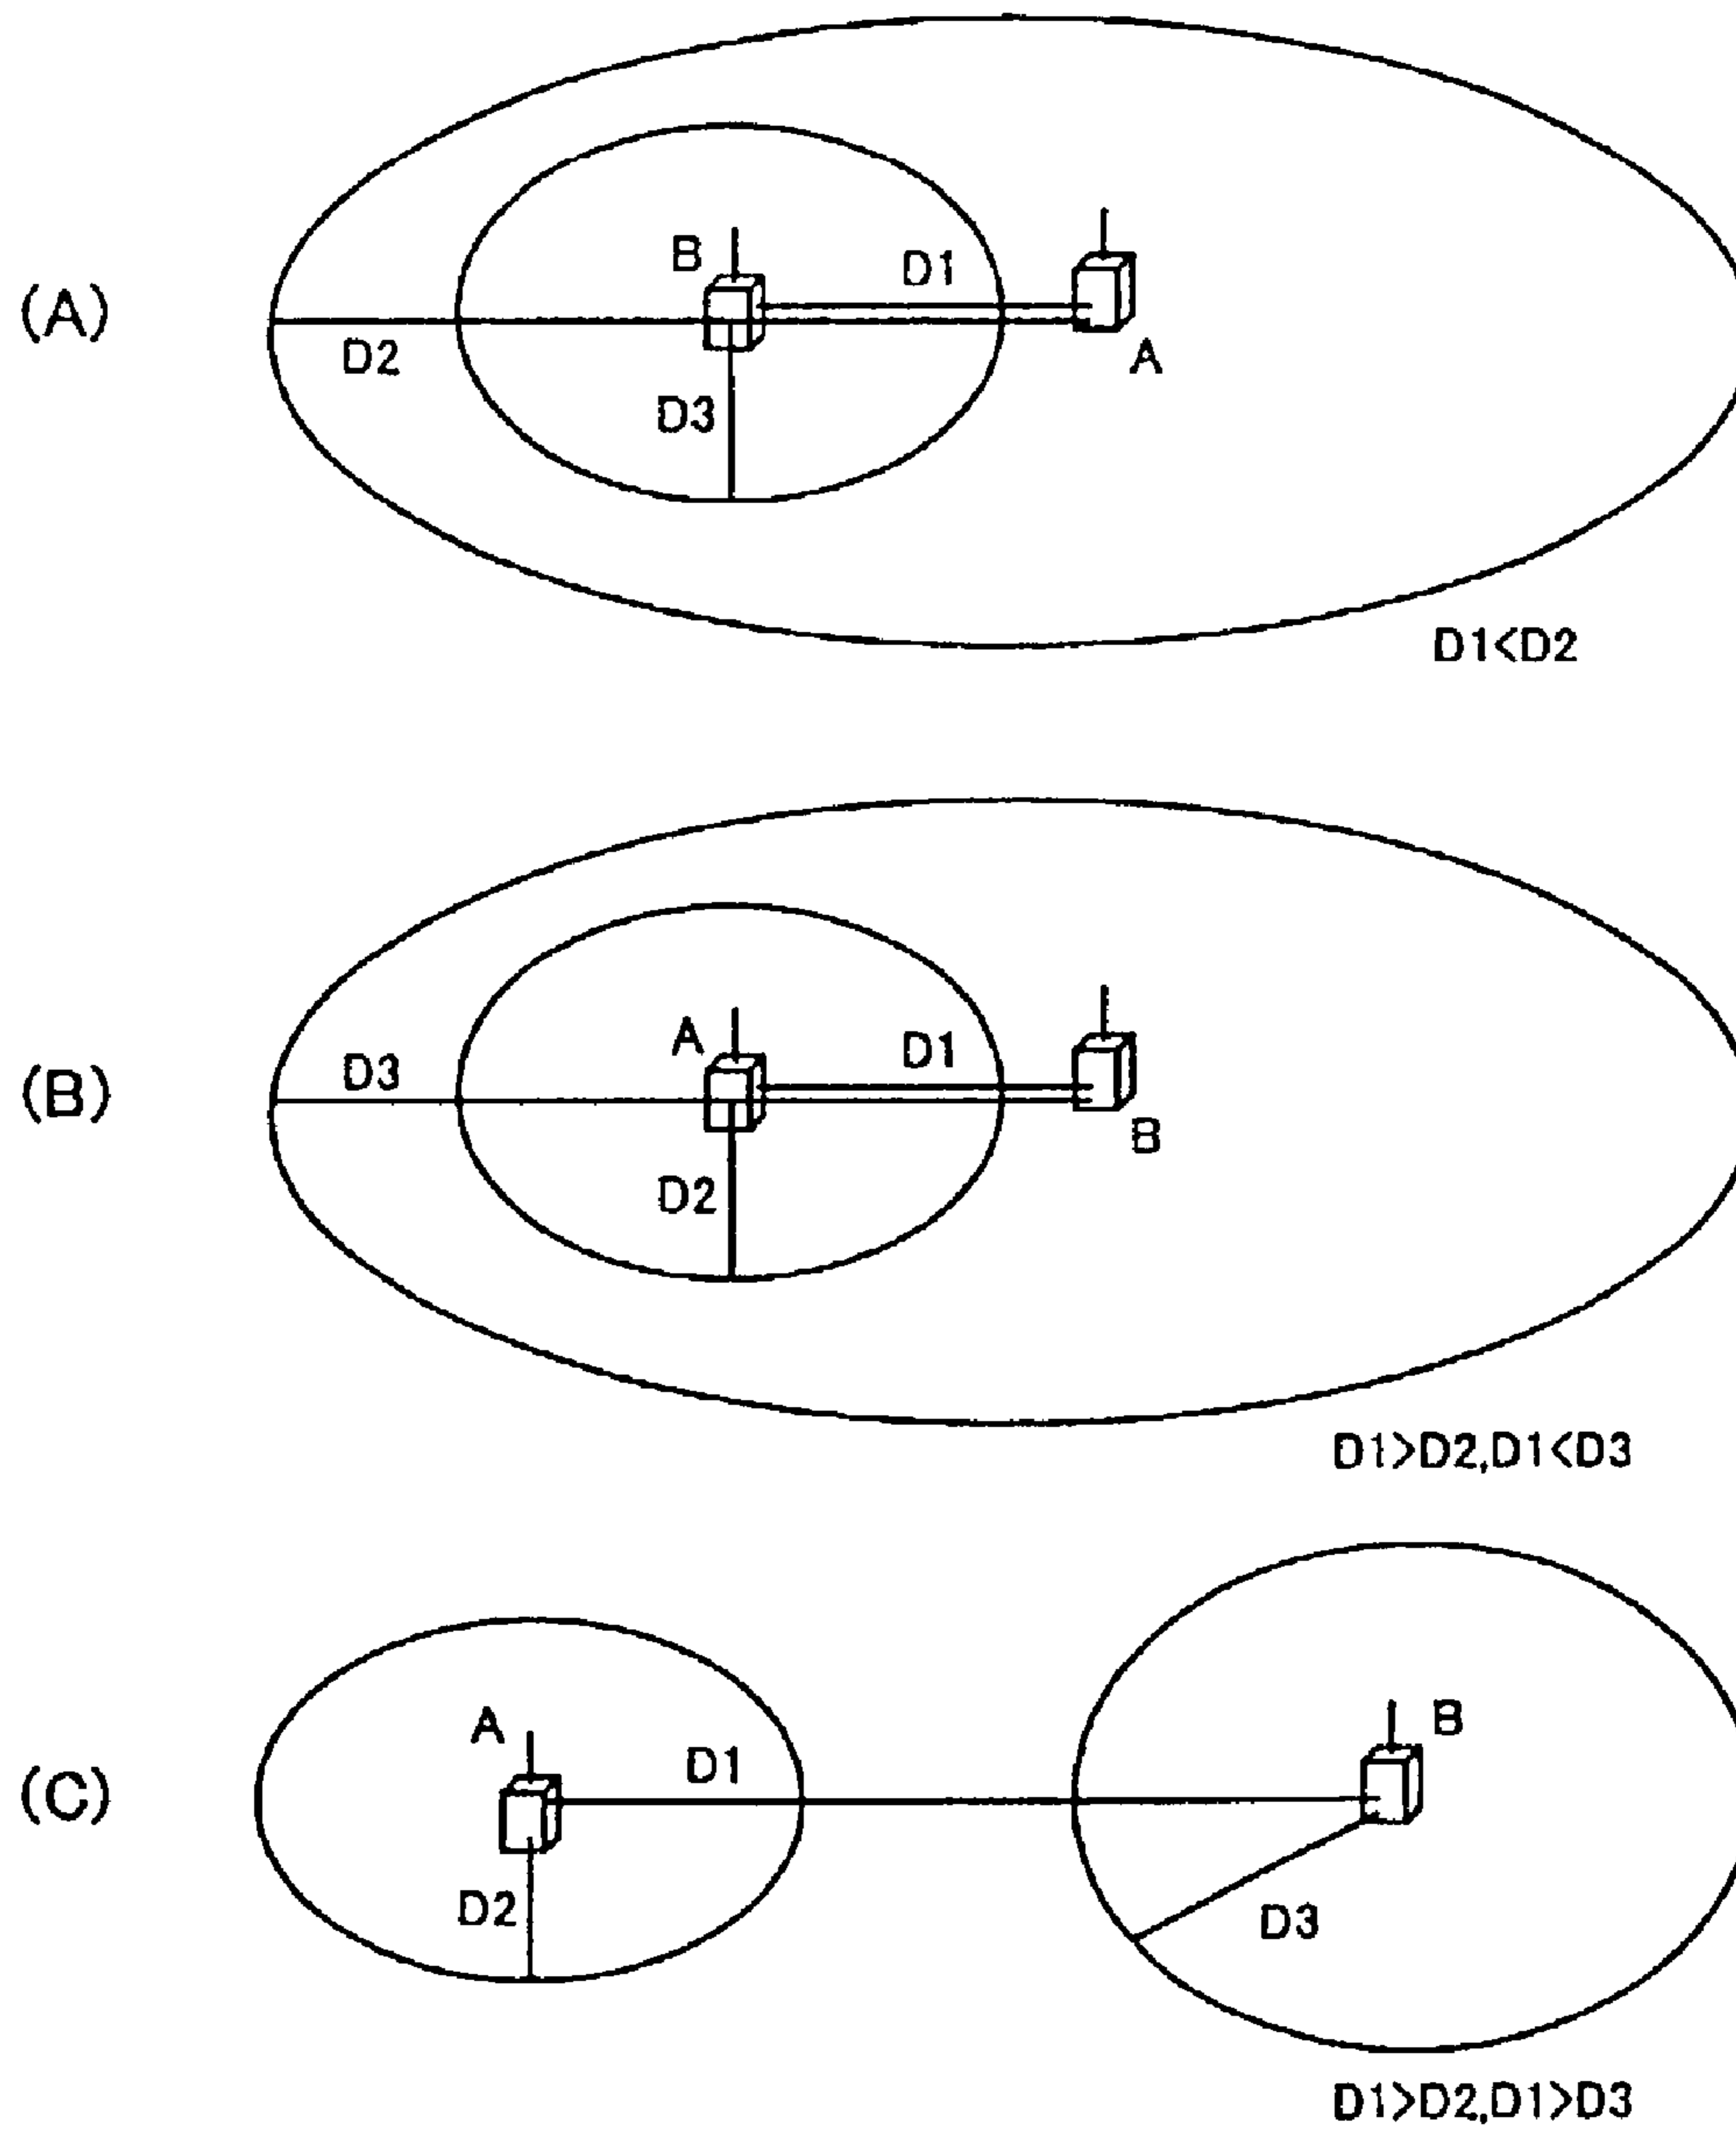 (A)
B
D1
D2
A
D3
D1<D2
(B)
A
D1
D3
B
D2
D1>D2,D1<D3
(C)
A
B
D1
D2
D3
D1>D2,D1>D3